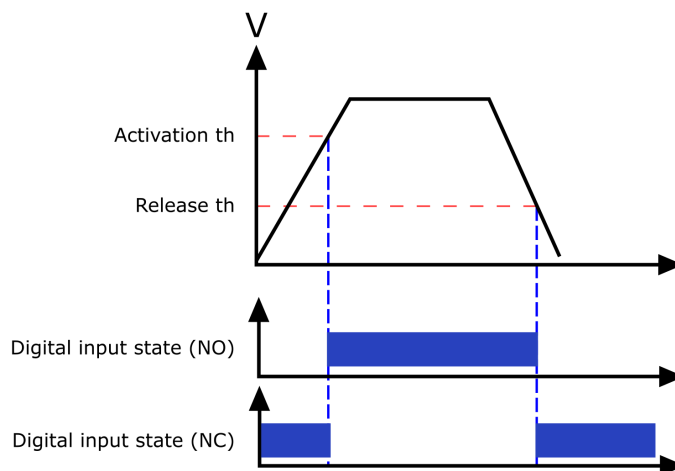 V
Activation th
Release th
Digital input state (NO)
Digital input state (NC)